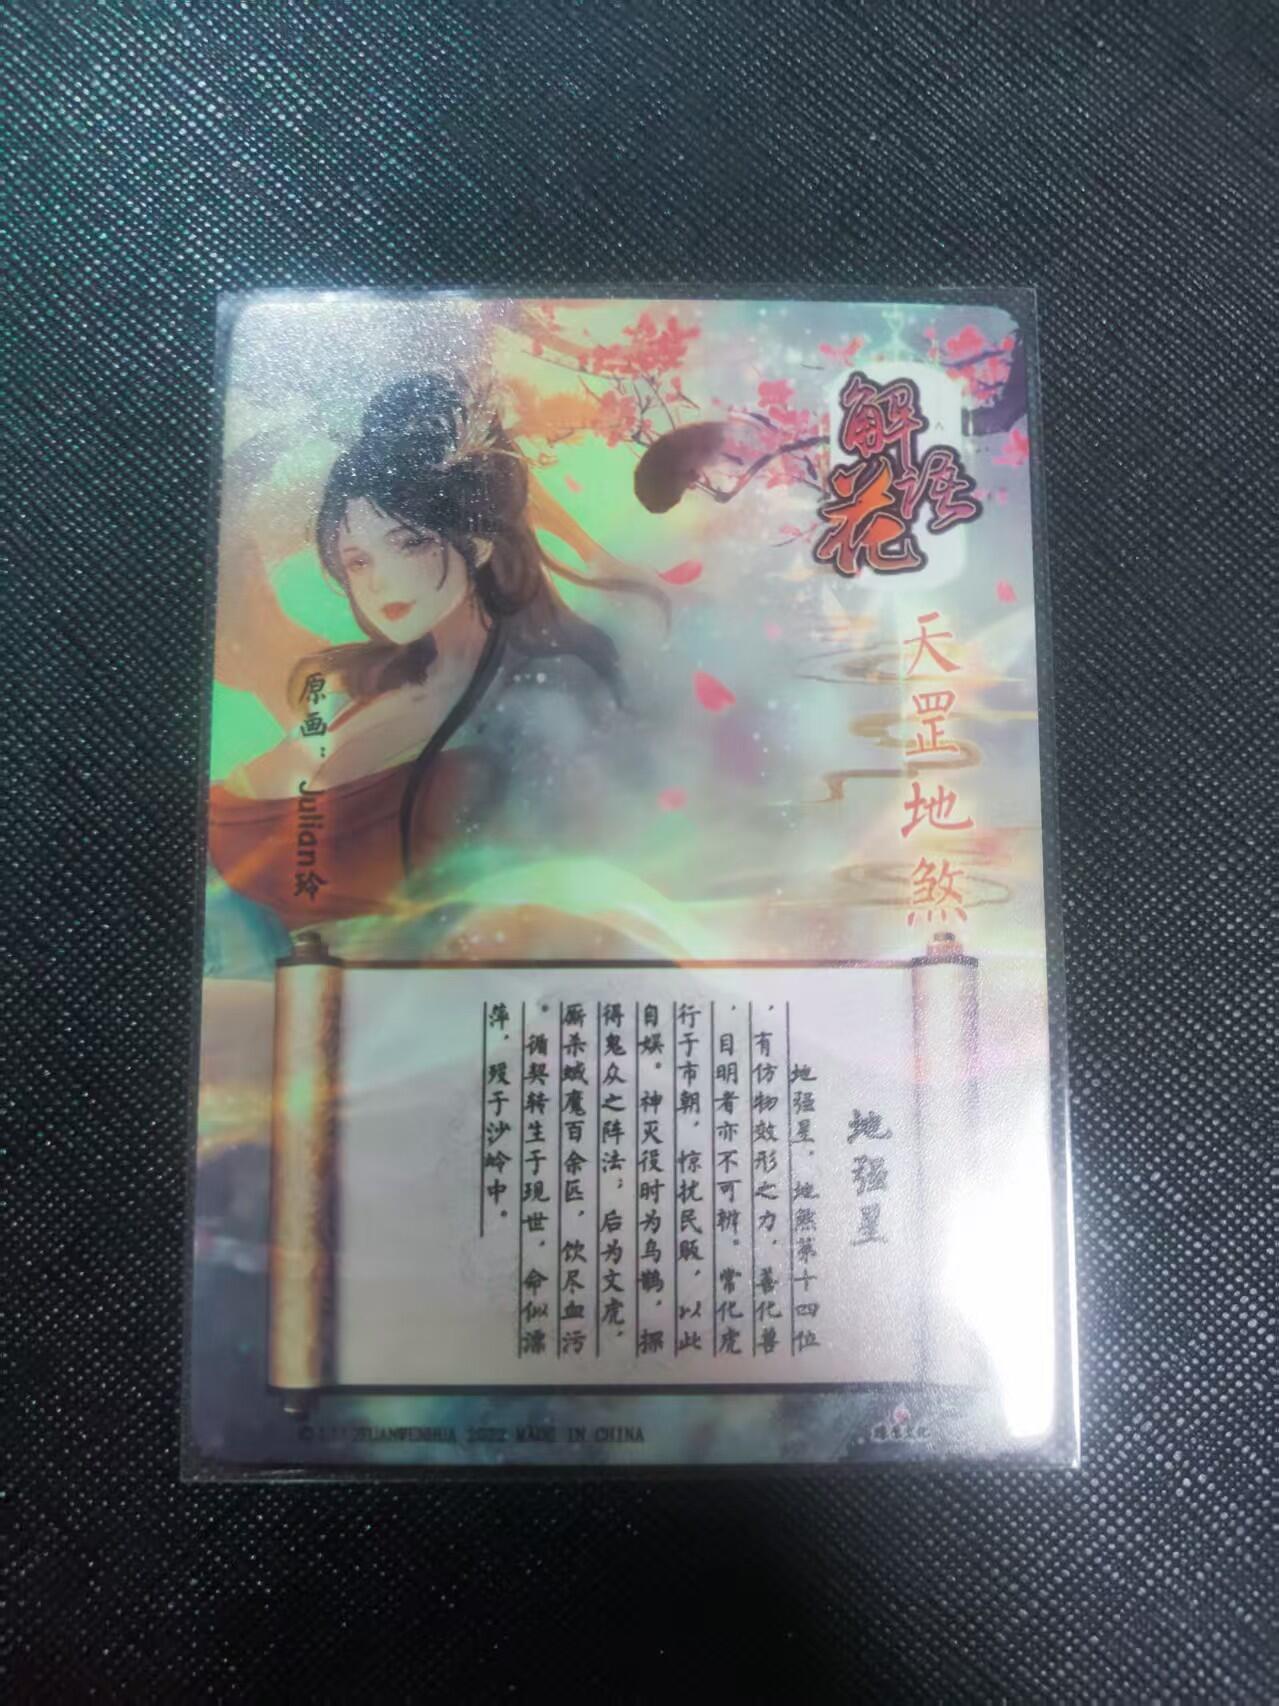 解语花
天罡地煞
原画：Julian玲
地强星
地强星，地煞第十四位
，有仿物效形之力，善化兽
，目明者亦不可辨。常化虎
行于市朝，惊扰民贩，以此
自娱。神灭役时为乌鹊，探
得鬼众之阵法；后为文虎，
厮杀蜮魔百余匹，饮尽血污
。循契转生于现世，命似漂
萍，殁于沙岭中。
2022 MADE IN CHINA